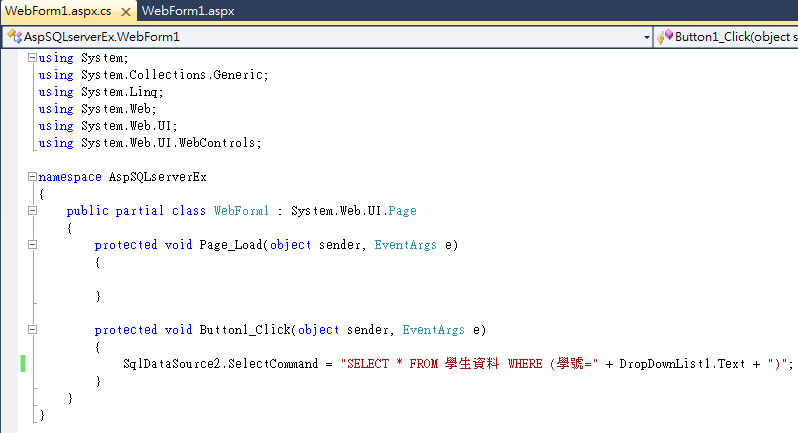 WebForm1.aspx.cs WebForm1.aspx
AspSQLserverEx.WebForm1 Button1_Click(object s
using System;
using System.Collections.Generic;
using System.Linq;
using System.Web;
using System.Web.UI;
using System.Web.UI.WebControls;
namespace AspSQLserverEx
{
public partial class WebForm1 : System.Web.UI.Page
{
protected void Page_Load(object sender, EventArgs e)
{
}
protected void Button1_Click(object sender, EventArgs e)
{
SqlDataSource2.SelectCommand = "SELECT * FROM 學生資料 WHERE (學號=" + DropDownList1.Text + ")";
}
}
}